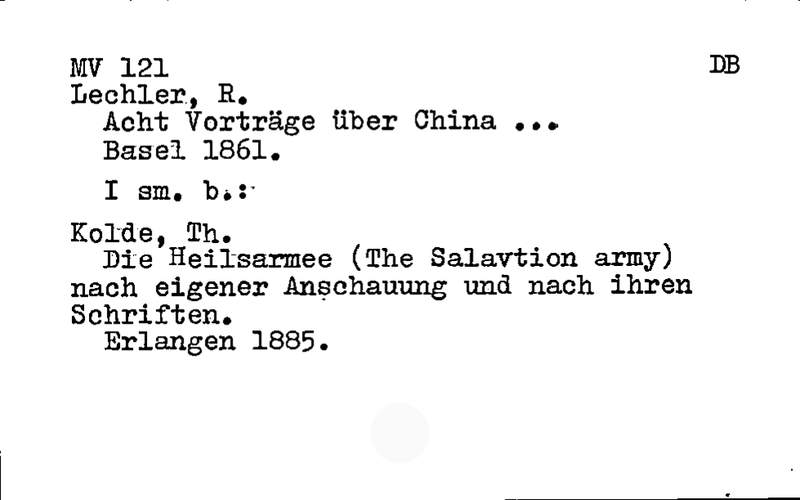 MV 121 DB
Lechler, R.
Acht Vorträge über China ...
Basel 1861.
I sm. b.:
Kolde, Th.
Die Heilsarmee (The Salavtion army)
nach eigener Anschauung und nach ihren
Schriften.
Erlangen 1885.